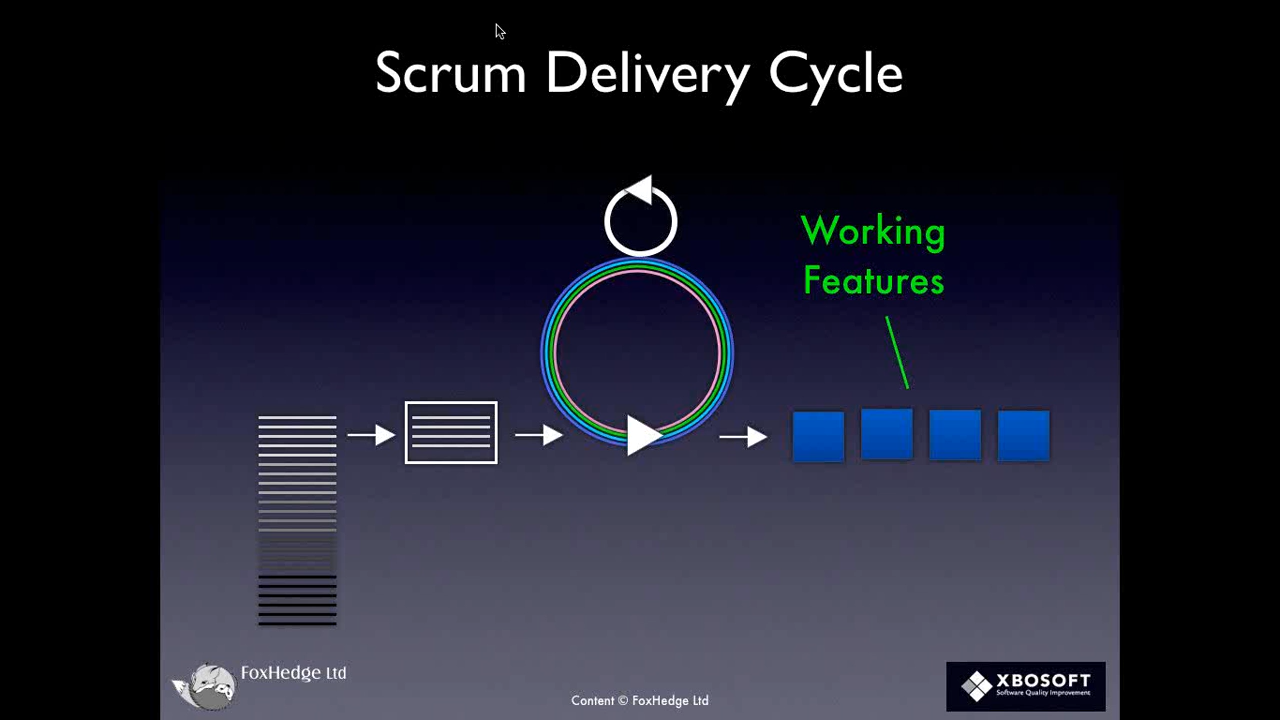 Scrum Delivery Cycle
Working
Features
FoxHedge Ltd
Content © FoxHedge Ltd
XBOSOFT
Software Quality Improvement